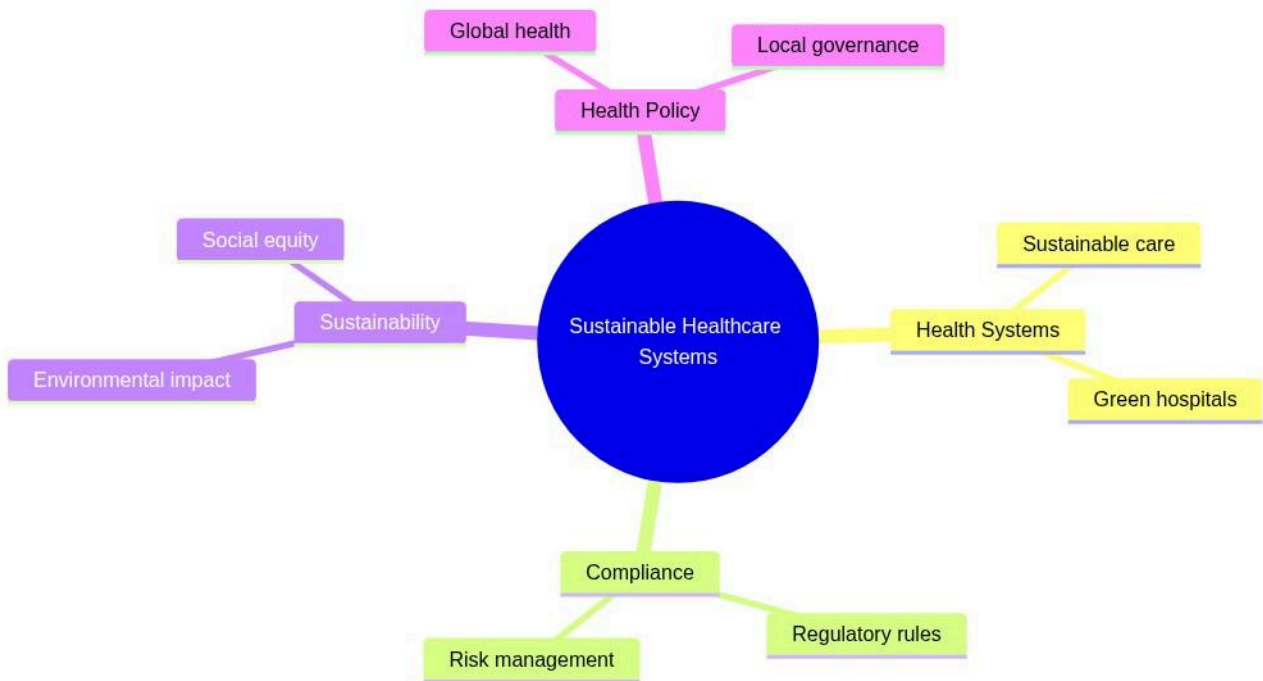 Global health
Local governance
Health Policy
Social equity
Sustainable care
Sustainability
Sustainable Healthcare
Systems
Health Systems
Environmental impact
Green hospitals
Compliance
Regulatory rules
Risk management